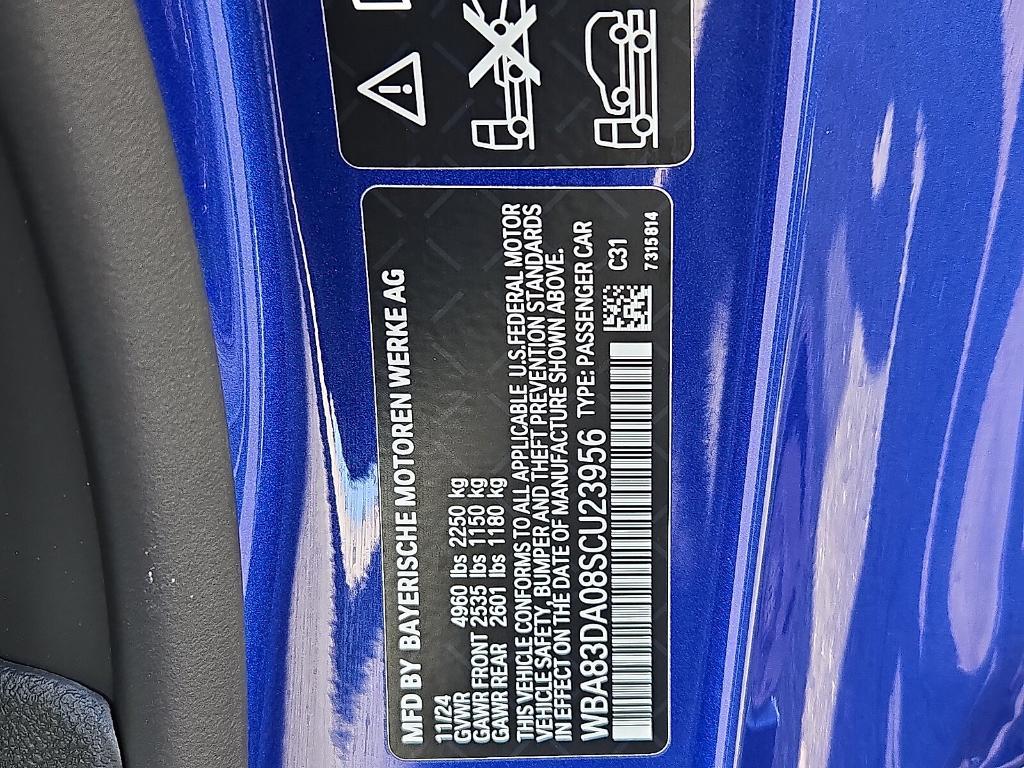 MFD BY BAYERISCHE MOTOREN WERKE AG
11/24
GVWR 4960 lbs 2250 kg
GAWR FRONT 2535 lbs 1150 kg
GAWR REAR 2601 lbs 1180 kg
THIS VEHICLE CONFORMS TO ALL APPLICABLE U.S.FEDERAL MOTOR
VEHICLE SAFETY, BUMPER AND THEFT PREVENTION STANDARDS
IN EFFECT ON THE DATE OF MANUFACTURE SHOWN ABOVE.
WBA83DA08SCU23956 TYPE: PASSENGER CAR
C31
7315814